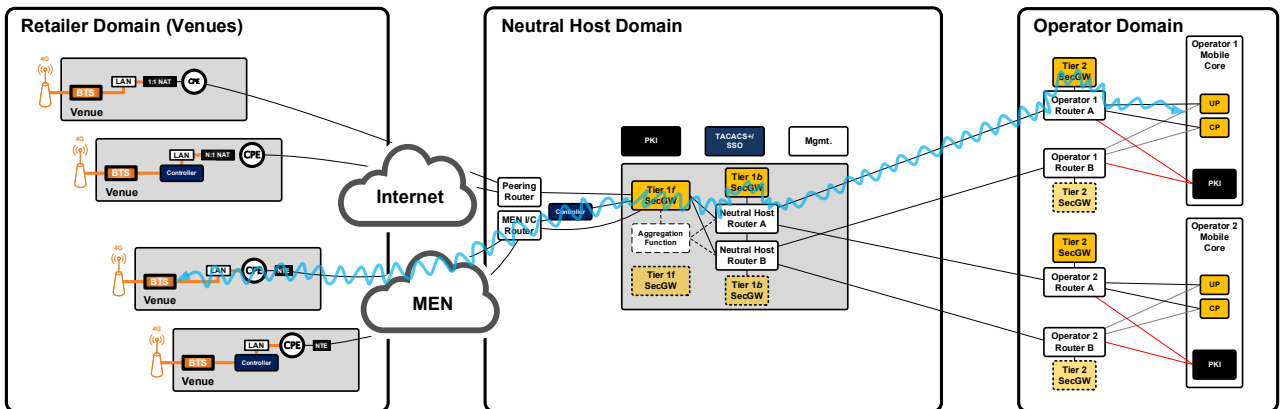 Retailer Domain (Venues)
4G
BTS
LAN
1:1 NAT
CPE
Venue
4G
BTS
LAN
N:1 NAT
CPE
Controller
Venue
4G
BTS
LAN
CPE
NTE
Venue
4G
BTS
LAN
CPE
NTE
Controller
Venue
Internet
MEN
Neutral Host Domain
PKI
TACACS+/
SSO
Mgmt.
Peering
Router
MEN I/C
Router
Controller
Tier 1f
SecGW
Tier 1b
SecGW
Aggregation
Function
Neutral Host
Router A
Neutral Host
Router B
Tier 1f
SecGW
Tier 1b
SecGW
Operator Domain
Tier 2
SecGW
Operator 1
Router A
Operator 1
Router B
Tier 2
SecGW
Operator 1
Mobile
Core
UP
CP
PKI
Tier 2
SecGW
Operator 2
Router A
Operator 2
Router B
Tier 2
SecGW
Operator 2
Mobile
Core
UP
CP
PKI